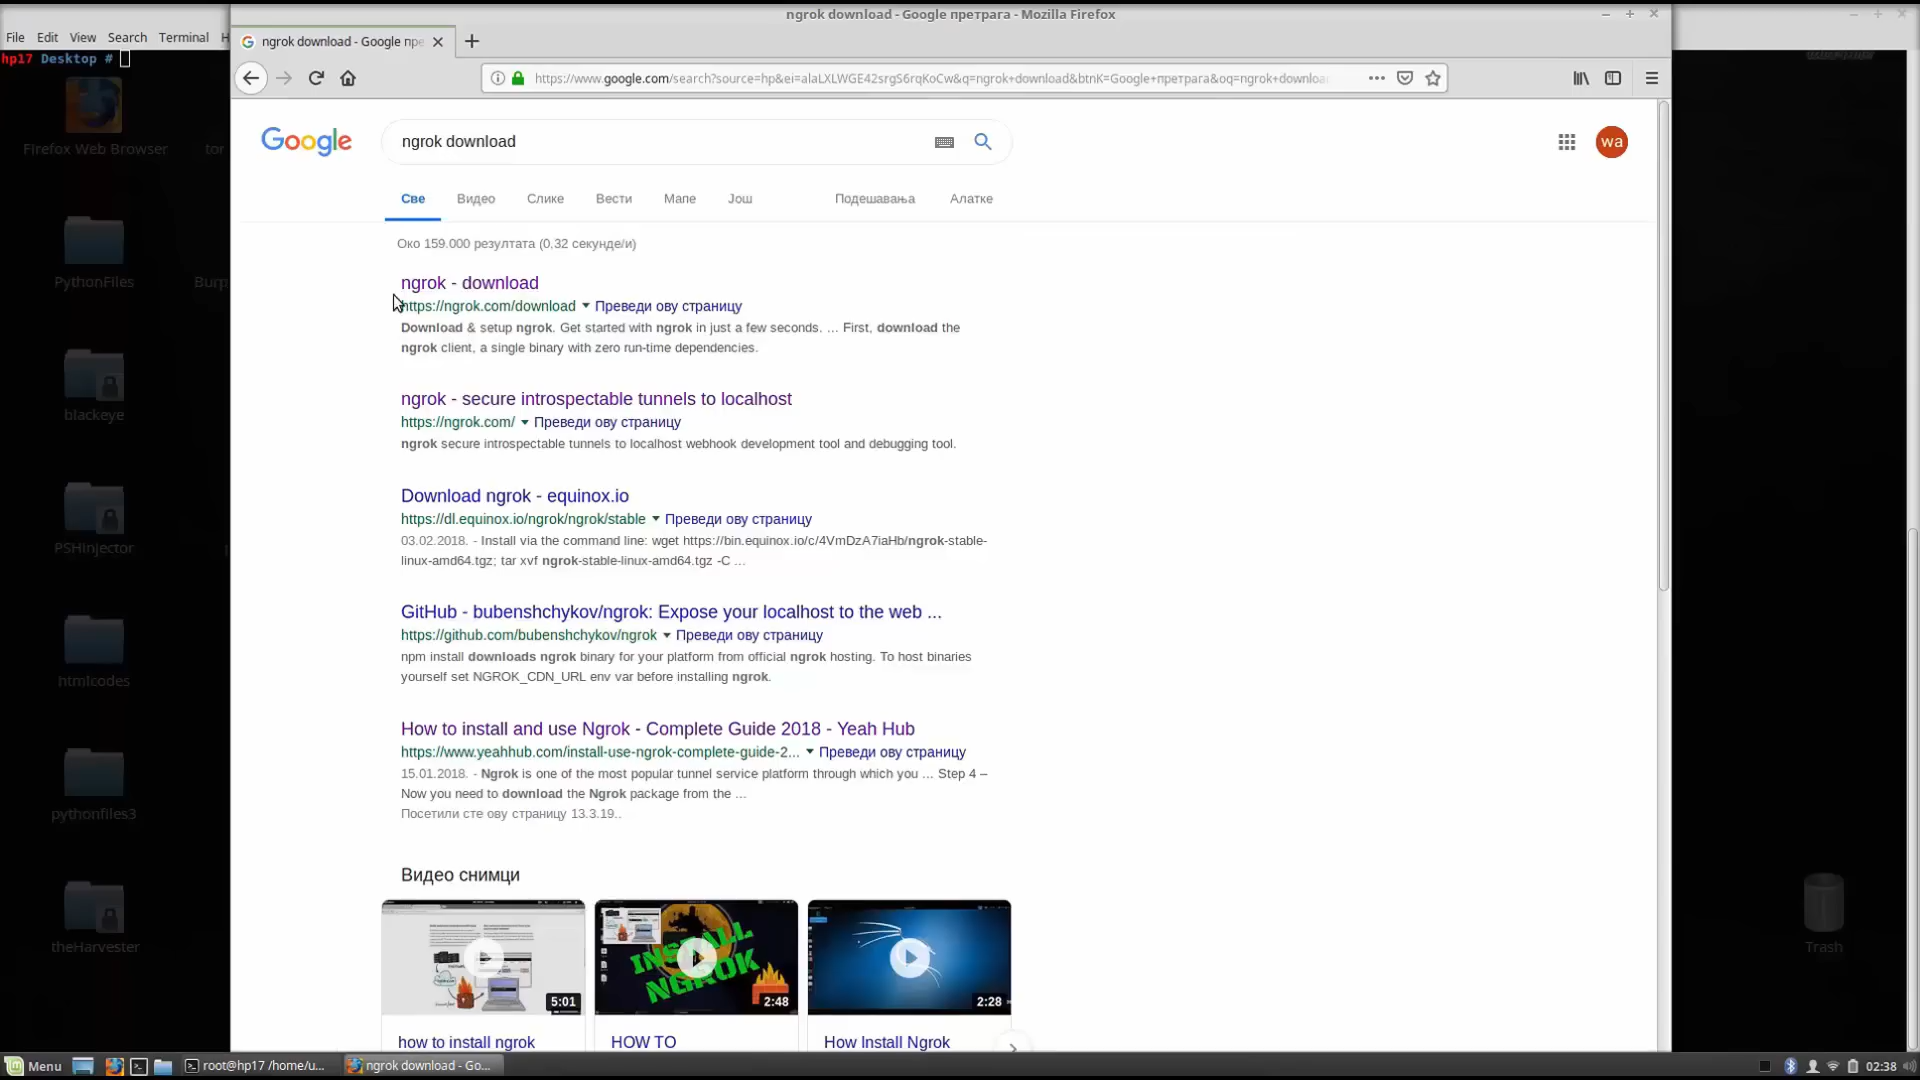 ngrok download - Google претрага - Mozilla Firefox
File Edit View Search Terminal H
ngrok download - Google пре
hp17 Desktop #
https://www.google.com/search?source=hp&ei=alaLXLWGE42srgS6rqKoCw&q=ngrok+download&btnK=Google+претрага&oq=ngrok+downloa
Google
ngrok download
wa
Све Видео Слике Вести Мапе Још Подешавања Алатке
Око 159.000 резултата (0,32 секунде/и)
ngrok - download
https://ngrok.com/download Преведи ову страницу
Download & setup ngrok. Get started with ngrok in just a few seconds. ... First, download the
ngrok client, a single binary with zero run-time dependencies.
ngrok - secure introspectable tunnels to localhost
https://ngrok.com/ Преведи ову страницу
ngrok secure introspectable tunnels to localhost webhook development tool and debugging tool.
Download ngrok - equinox.io
https://dl.equinox.io/ngrok/ngrok/stable Преведи ову страницу
03.02.2018. - Install via the command line: wget https://bin.equinox.io/c/4VmDzA7iaHb/ngrok-stable-
linux-amd64.tgz; tar xvf ngrok-stable-linux-amd64.tgz -C ...
GitHub - bubenshchykov/ngrok: Expose your localhost to the web ...
https://github.com/bubenshchykov/ngrok Преведи ову страницу
npm install downloads ngrok binary for your platform from official ngrok hosting. To host binaries
yourself set NGROK_CDN_URL env var before installing ngrok.
How to install and use Ngrok - Complete Guide 2018 - Yeah Hub
https://www.yeahhub.com/install-use-ngrok-complete-guide-2... Преведи ову страницу
15.01.2018. - Ngrok is one of the most popular tunnel service platform through which you ... Step 4 –
Now you need to download the Ngrok package from the ...
Посетили сте ову страницу 13.3.19..
Видео снимци
INSTALL
NGROK
5:01 2:48 2:28
how to install ngrok HOW TO How Install Ngrok
Firefox Web Browser tor
PythonFiles Burp
blackeye
PSHInjector
htmlcodes
pythonfiles3
theHarvester
Trash
Menu root@hp17 /home/u... ngrok download - Go... 02:38